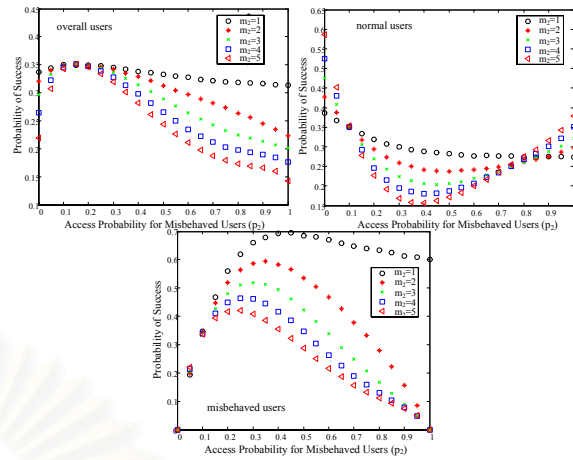 overall users
m₂=1
m₂=2
m₂=3
m₂=4
m₂=5
0.45
0.4
0.35
0.3
0.25
0.2
0.15
0.1
Probability of Success
0 0.1 0.2 0.3 0.4 0.5 0.6 0.7 0.8 0.9 1
Access Probability for Misbehaved Users (p₂)
normal users
m₂=1
m₂=2
m₂=3
m₂=4
m₂=5
0.65
0.6
0.55
0.5
0.45
0.4
0.35
0.3
0.25
0.2
0.15
Probability of Success
0 0.1 0.2 0.3 0.4 0.5 0.6 0.7 0.8 0.9
Access Probability for Misbehaved Users (p₂)
m₂=1
m₂=2
m₂=3
m₂=4
m₂=5
0.7
0.6
0.5
0.4
0.3
0.2
0.1
Probability of Success
misbehaved users
0 0.1 0.2 0.3 0.4 0.5 0.6 0.7 0.8 0.9 1
Access Probability for Misbehaved Users (p₂)